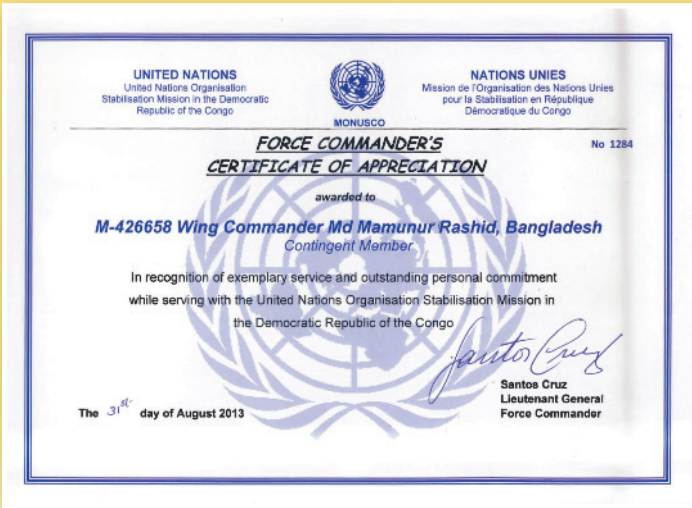 UNITED NATIONS
United Nations Organisation
Stabilisation Mission in the Democratic
Republic of the Congo
MONUSCO
NATIONS UNIES
Mission de l'Organisation des Nations Unies
pour la Stabilisation en République
Démocratique du Congo
FORCE COMMANDER'S
CERTIFICATE OF APPRECIATION
No 1284
awarded to
M-426658 Wing Commander Md Mamunur Rashid, Bangladesh
Contingent Member
In recognition of exemplary service and outstanding personal commitment
while serving with the United Nations Organisation Stabilisation Mission in
the Democratic Republic of the Congo
Santos Cruz
Santos Cruz
Lieutenant General
Force Commander
The 31st day of August 2013